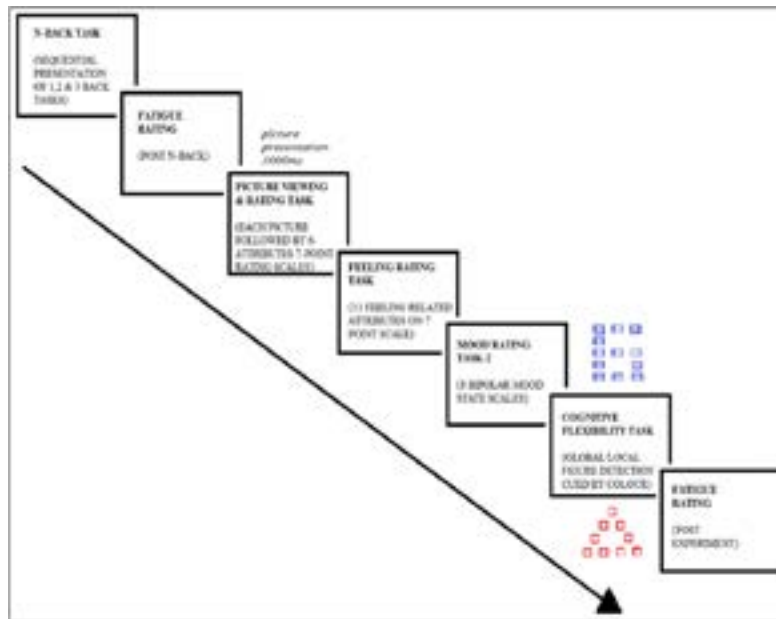 N-BACK TASK
(SEQUENTIAL
PRESENTATION
OF 1,2 & 3 BACK
TASKS)
FATIGUE
RATING
(POST N-BACK)
picture
presentation
PICTURE VIEWING
& RATING TASK
(EACH PICTURE
FOLLOWED BY 6
ATTRIBUTES 7-POINT
RATING SCALES)
FEELING RATING
TASK
FEELING RELATED
ATTRIBUTES ON 7
POINT SCALE)
MOOD RATING
TASK-2
BIPOLAR MOOD
STATE SCALES)
COGNITIVE
FLEXIBILITY TASK
(GLOBAL LOCAL
FIGURE DETECTION
CUED BY COLOUR)
FATIGUE
RATING
(POST
EXPERIMENT)